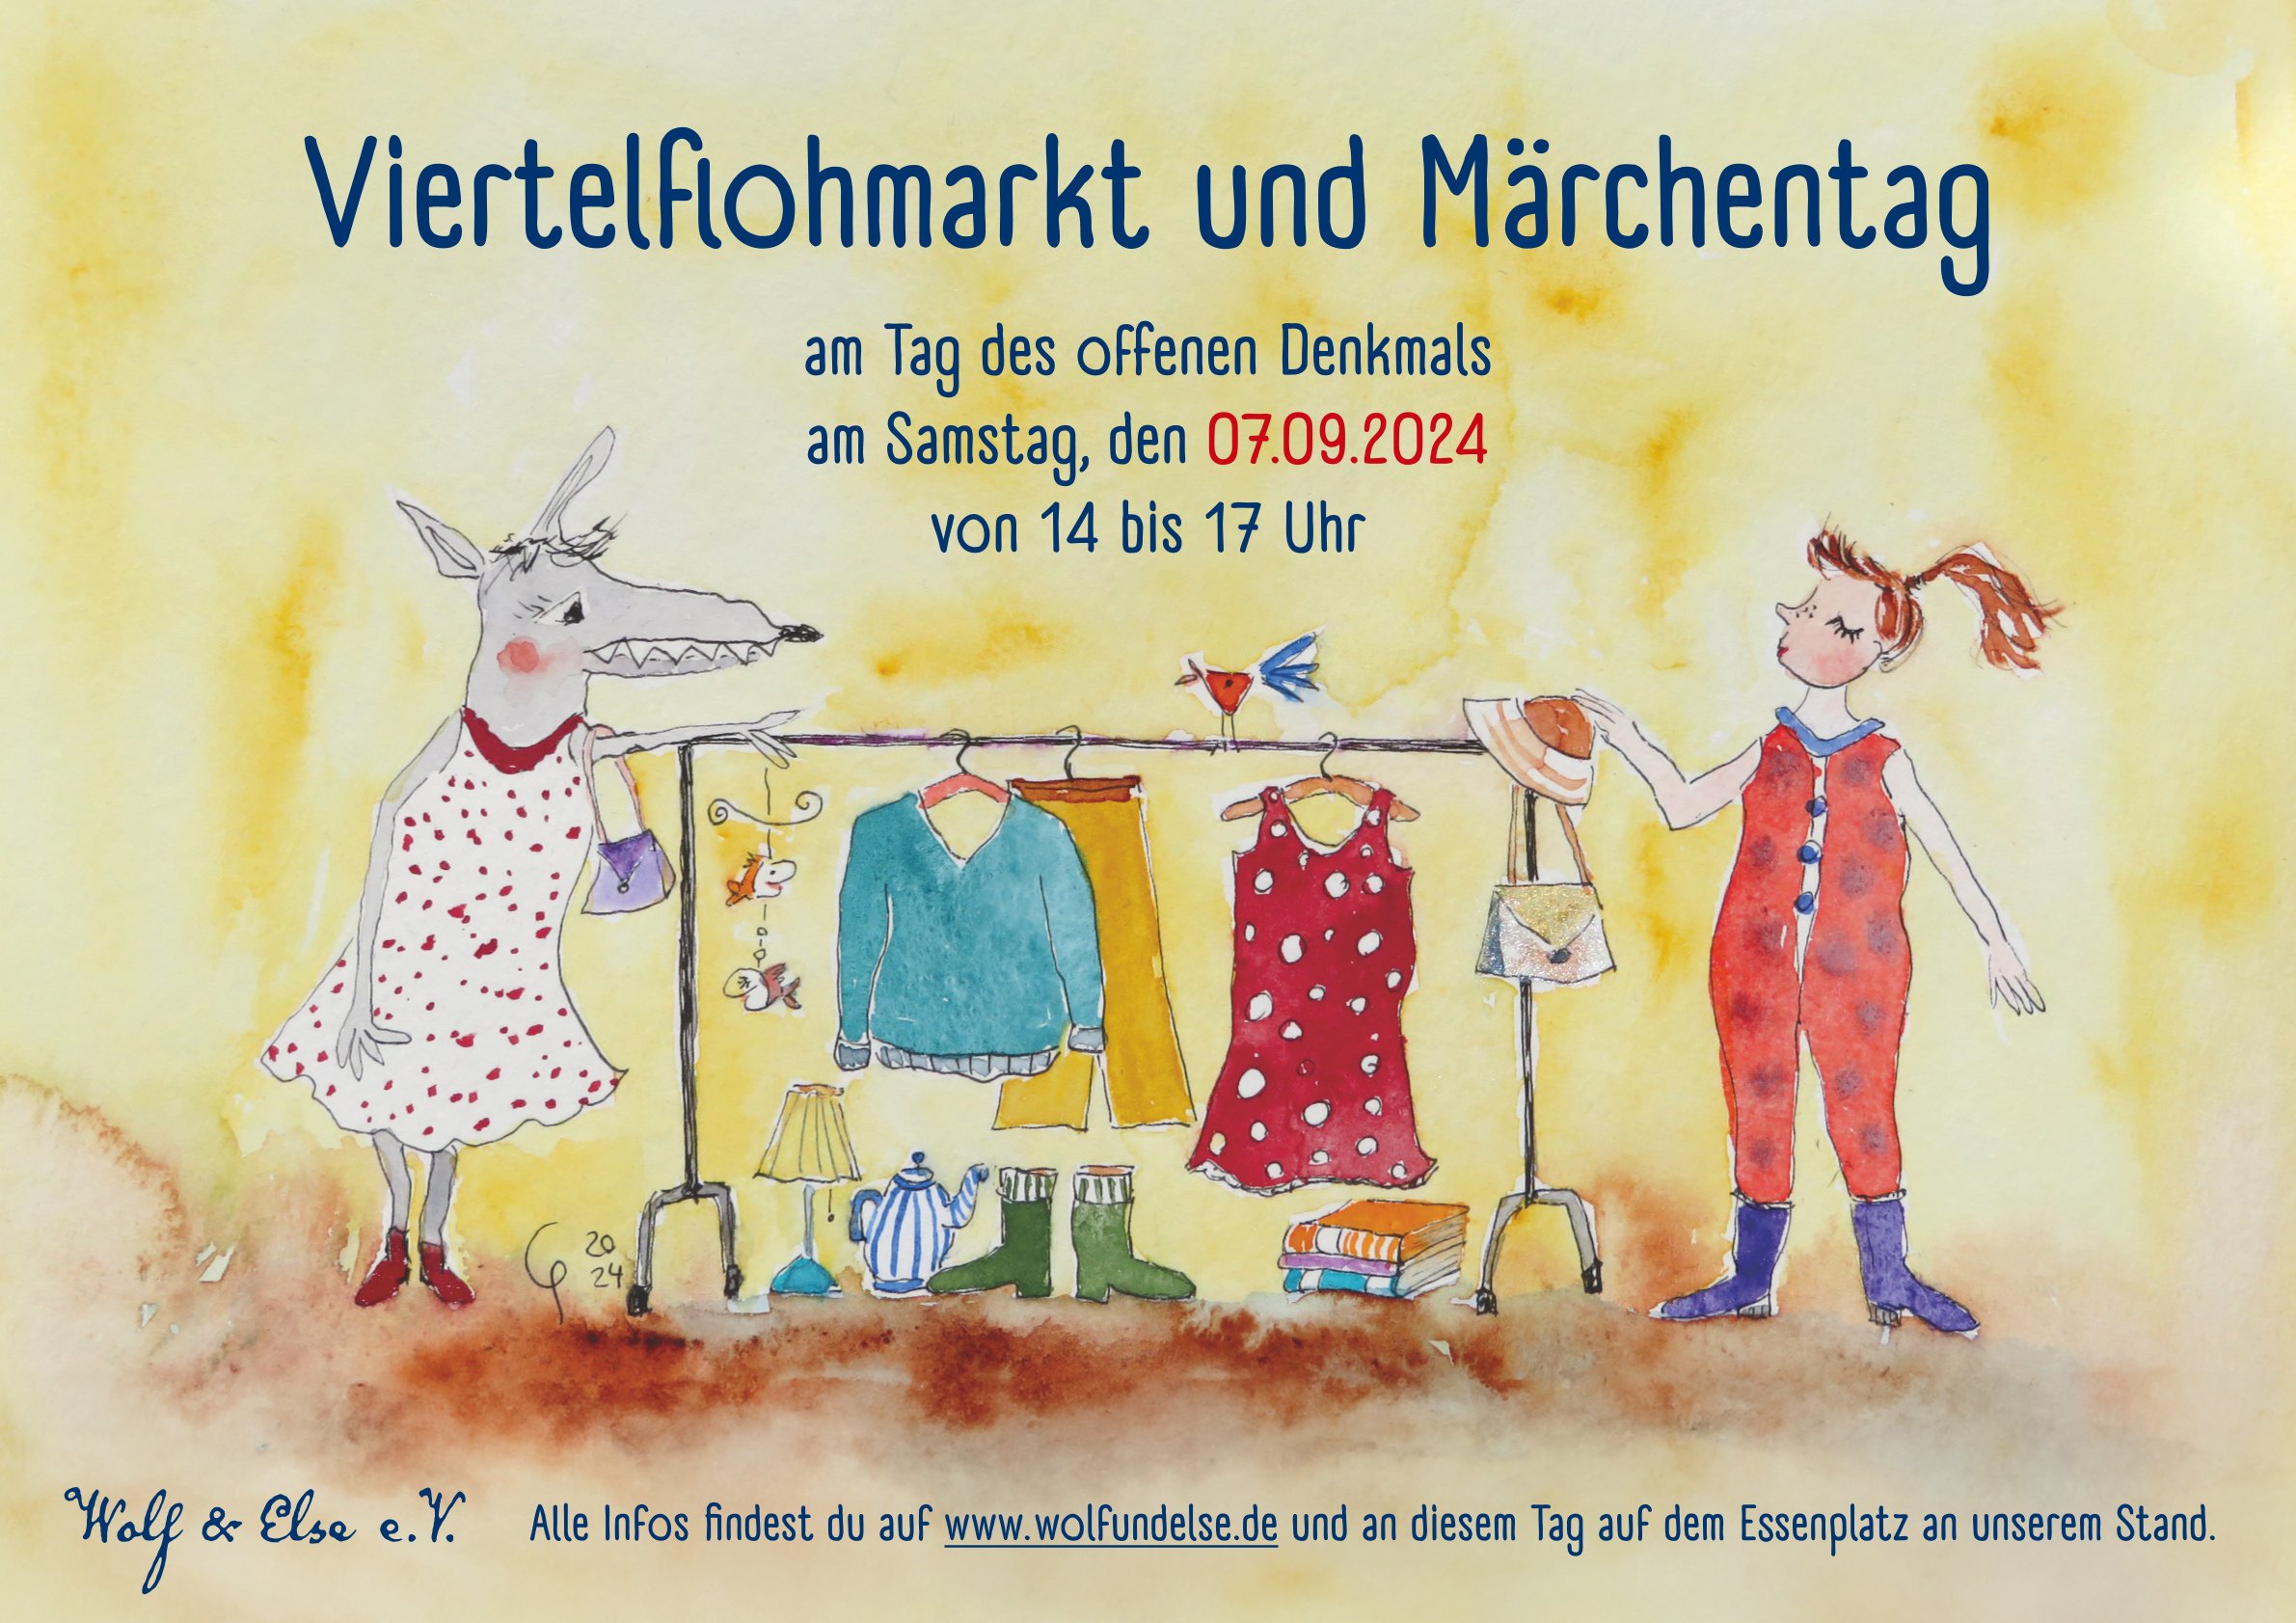 Viertelflohmarkt und Märchentag
am Tag des offenen Denkmals
am Samstag, den 07.09.2024
von 14 bis 17 Uhr
20
24
Wolf & Else e.V. Alle Infos findest du auf www.wolfundelse.de und an diesem Tag auf dem Essenplatz an unserem Stand.